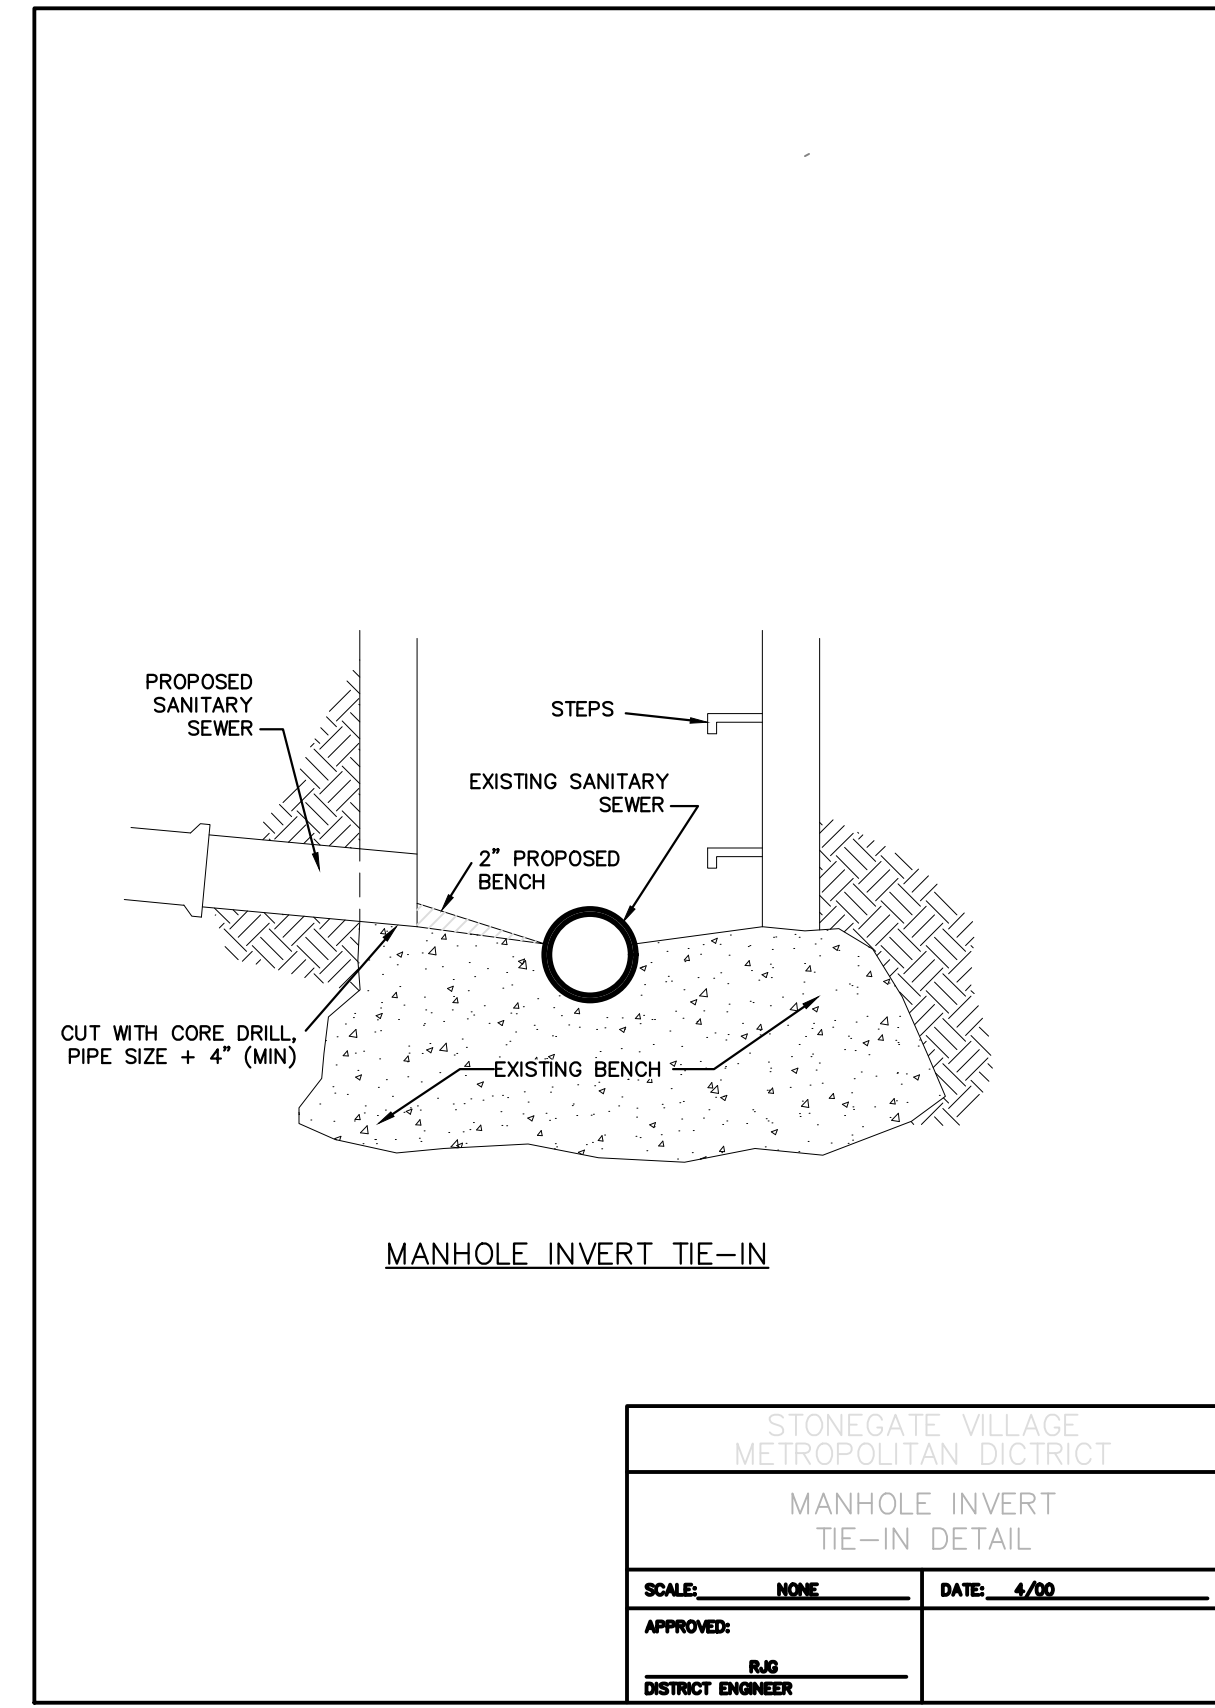 PROPOSED
SANITARY
SEWER
STEPS
EXISTING SANITARY
SEWER
2" PROPOSED
BENCH
CUT WITH CORE DRILL,
PIPE SIZE + 4" (MIN)
EXISTING BENCH
MANHOLE INVERT TIE-IN
STONEGATE VILLAGE
METROPOLITAN DICTRICT
MANHOLE INVERT
TIE-IN DETAIL
SCALE: NONE
DATE: 4/00
APPROVED:
RJG
DISTRICT ENGINEER